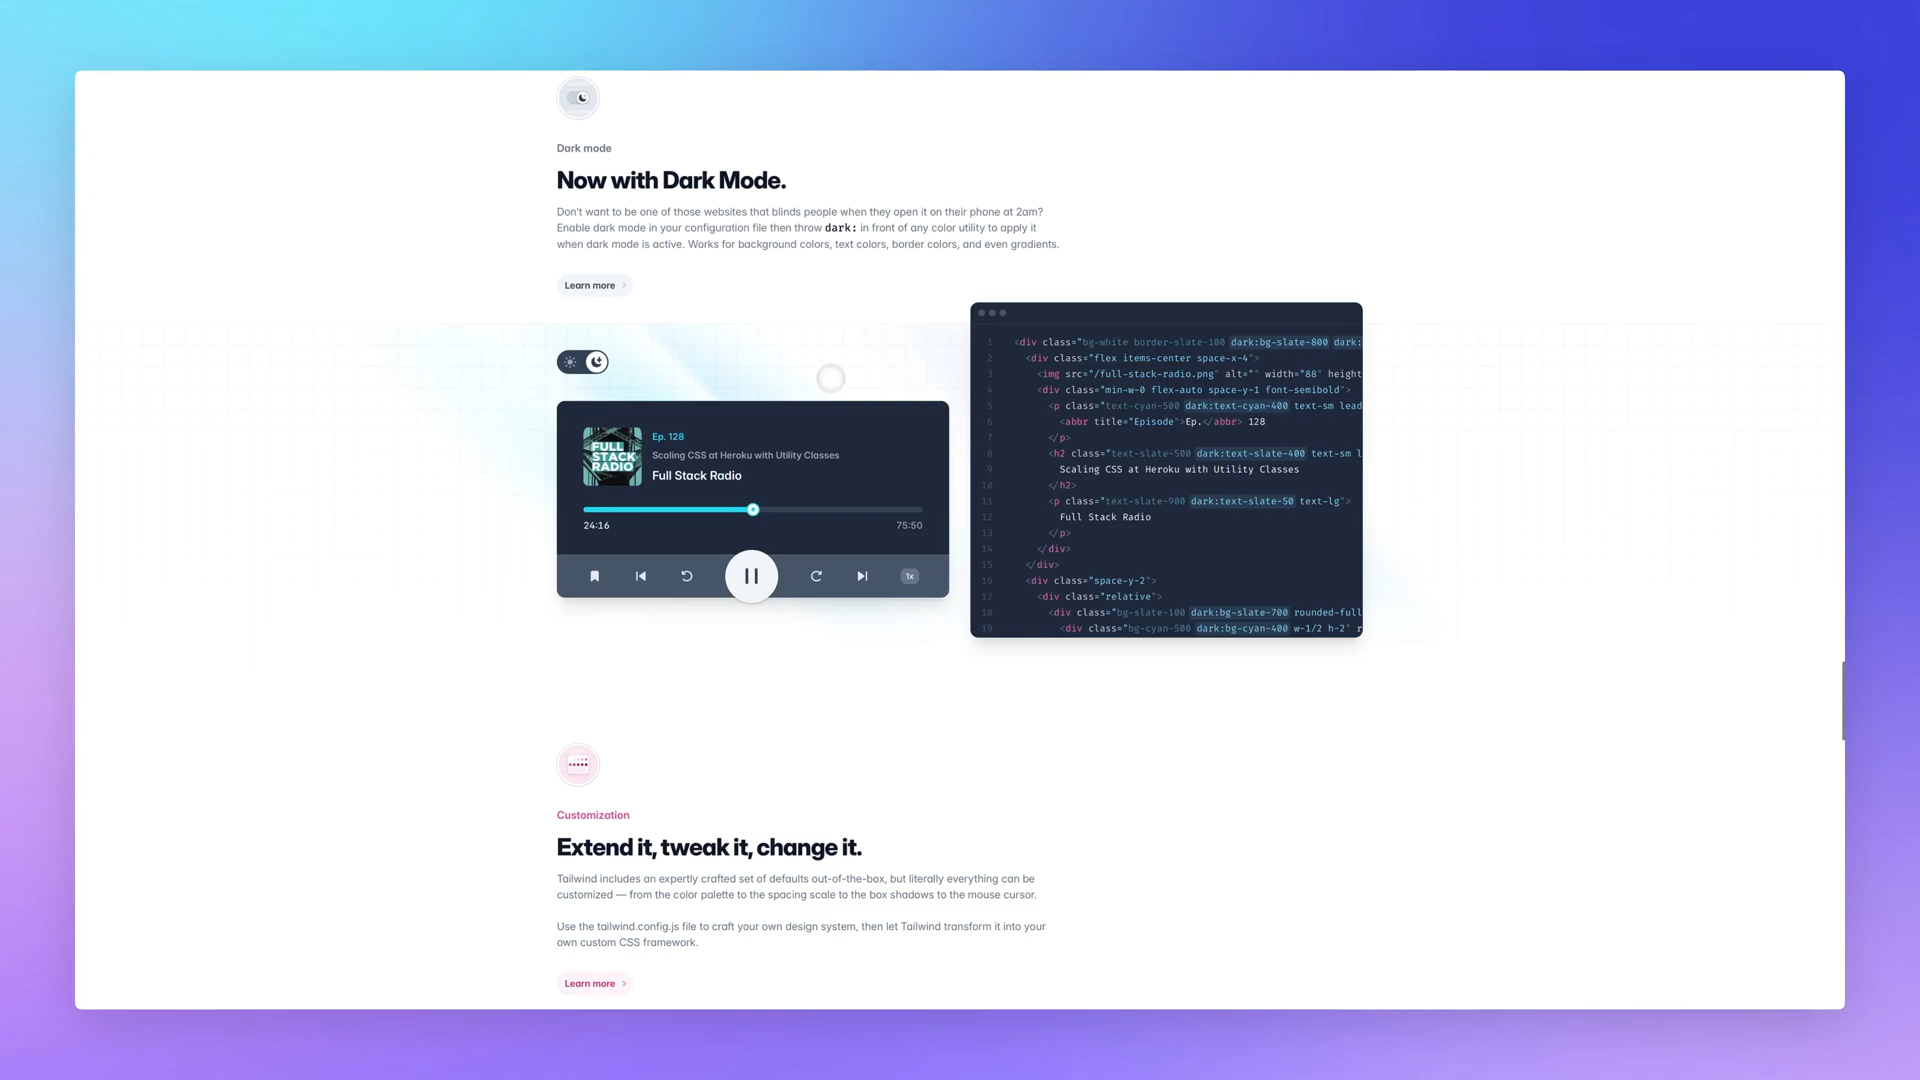 Dark mode
Now with Dark Mode.
Don't want to be one of those websites that blinds people when they open it on their phone at 2am?
Enable dark mode in your configuration file then throw dark: in front of any color utility to apply it
when dark mode is active. Works for background colors, text colors, border colors, and even gradients.
Learn more
FULL
STACK
RADIO
Ep. 128
Scaling CSS at Heroku with Utility Classes
Full Stack Radio
24:16
75:50
1x
1 <div class="bg-white border-slate-100 dark:bg-slate-800 dark:
2 <div class="flex items-center space-x-4">
3 <img src="/full-stack-radio.png" alt="" width="88" height
4 <div class="min-w-0 flex-auto space-y-1 font-semibold">
5 <p class="text-cyan-500 dark:text-cyan-400 text-sm lead
6 <abbr title="Episode">Ep.</abbr> 128
7 </p>
8 <h2 class="text-slate-500 dark:text-slate-400 text-sm l
9 Scaling CSS at Heroku with Utility Classes
10 </h2>
11 <p class="text-slate-900 dark:text-slate-50 text-lg">
12 Full Stack Radio
13 </p>
14 </div>
15 </div>
16 <div class="space-y-2">
17 <div class="relative">
18 <div class="bg-slate-100 dark:bg-slate-700 rounded-full
19 <div class="bg-cyan-500 dark:bg-cyan-400 w-1/2 h-2" r
Customization
Extend it, tweak it, change it.
Tailwind includes an expertly crafted set of defaults out-of-the-box, but literally everything can be
customized — from the color palette to the spacing scale to the box shadows to the mouse cursor.
Use the tailwind.config.js file to craft your own design system, then let Tailwind transform it into your
own custom CSS framework.
Learn more